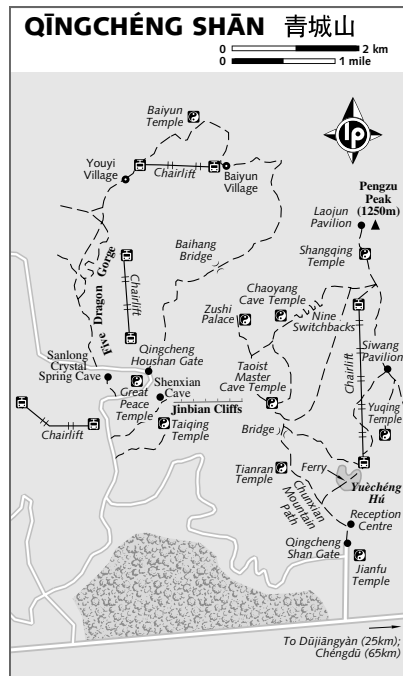 QĪNGCHÉNG SHĀN 青城山
0 2 km
0 1 mile
lp
Baiyun
Temple
Youyi
Village
Chairlift
Baiyun
Village
Pengzu
Peak
(1250m)
Laojun
Pavilion
Shangqing
Temple
Baihang
Bridge
Five Dragon Gorge
Chairlift
Chaoyang
Cave Temple
Zushi
Palace
Nine
Switchbacks
Siwang
Pavilion
Chairlift
Qingcheng
Houshan Gate
Sanlong
Crystal
Spring Cave
Shenxian
Cave
Great
Peace
Temple
Jinbian Cliffs
Taoist
Master
Cave Temple
Yuqing
Temple
Chairlift
Taiqing
Temple
Bridge
Tianran
Temple
Ferry
Chunxian
Mountain
Path
Yuèchéng
Hú
Reception
Centre
Qingcheng
Shan Gate
Jianfu
Temple
To Dūjiāngyàn (25km);
Chéngdū (65km)